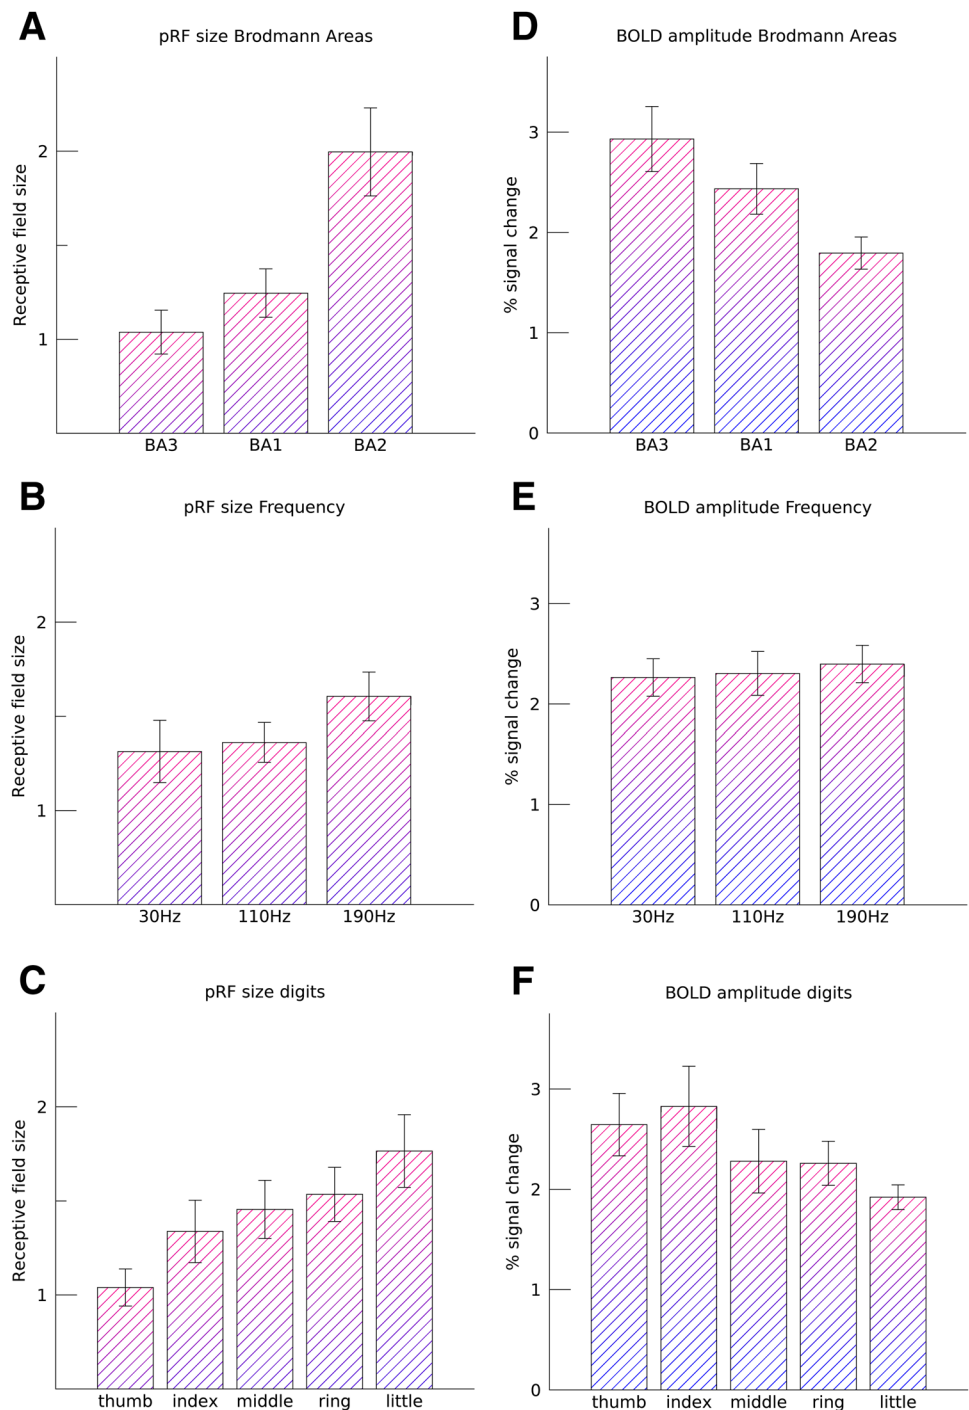 A
pRF size Brodmann Areas
Receptive field size
2
1
BA3 BA1 BA2
D
BOLD amplitude Brodmann Areas
% signal change
3
2
1
0
BA3 BA1 BA2
B
pRF size Frequency
Receptive field size
2
1
30Hz 110Hz 190Hz
E
BOLD amplitude Frequency
% signal change
3
2
1
0
30Hz 110Hz 190Hz
C
pRF size digits
Receptive field size
2
1
thumb index middle ring little
F
BOLD amplitude digits
% signal change
3
2
1
0
thumb index middle ring little